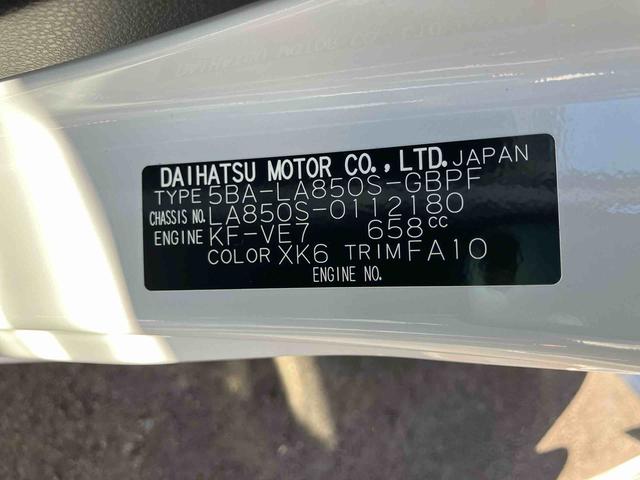 DAIHATSU MOTOR CO., LTD. JAPAN
TYPE 5BA-LA850S-GBPF
CHASSIS NO. LA850S-0112180
ENGINE KF-VE7 658cc
COLOR XK6 TRIM FA10
ENGINE NO.